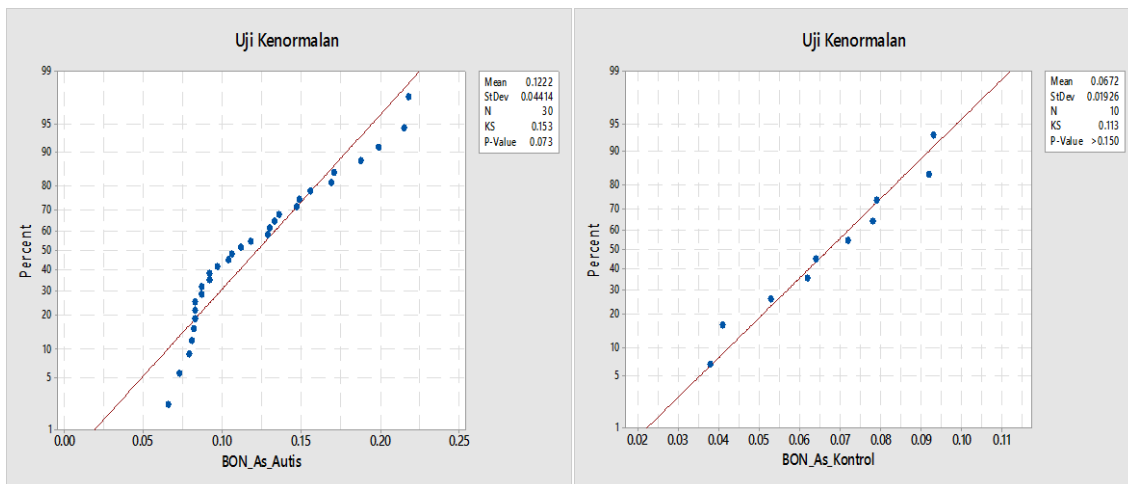 Uji Kenormalan
Mean 0.1222
StDev 0.04414
N 30
KS 0.153
P-Value 0.073
99
95
90
80
70
60
50
40
30
20
10
5
1
Percent
0.00 0.05 0.10 0.15 0.20 0.25
BON_As_Autis
Uji Kenormalan
Mean 0.0672
StDev 0.01926
N 10
KS 0.113
P-Value >0.150
99
95
90
80
70
60
50
40
30
20
10
5
1
Percent
0.02 0.03 0.04 0.05 0.06 0.07 0.08 0.09 0.10 0.11
BON_As_Kontrol